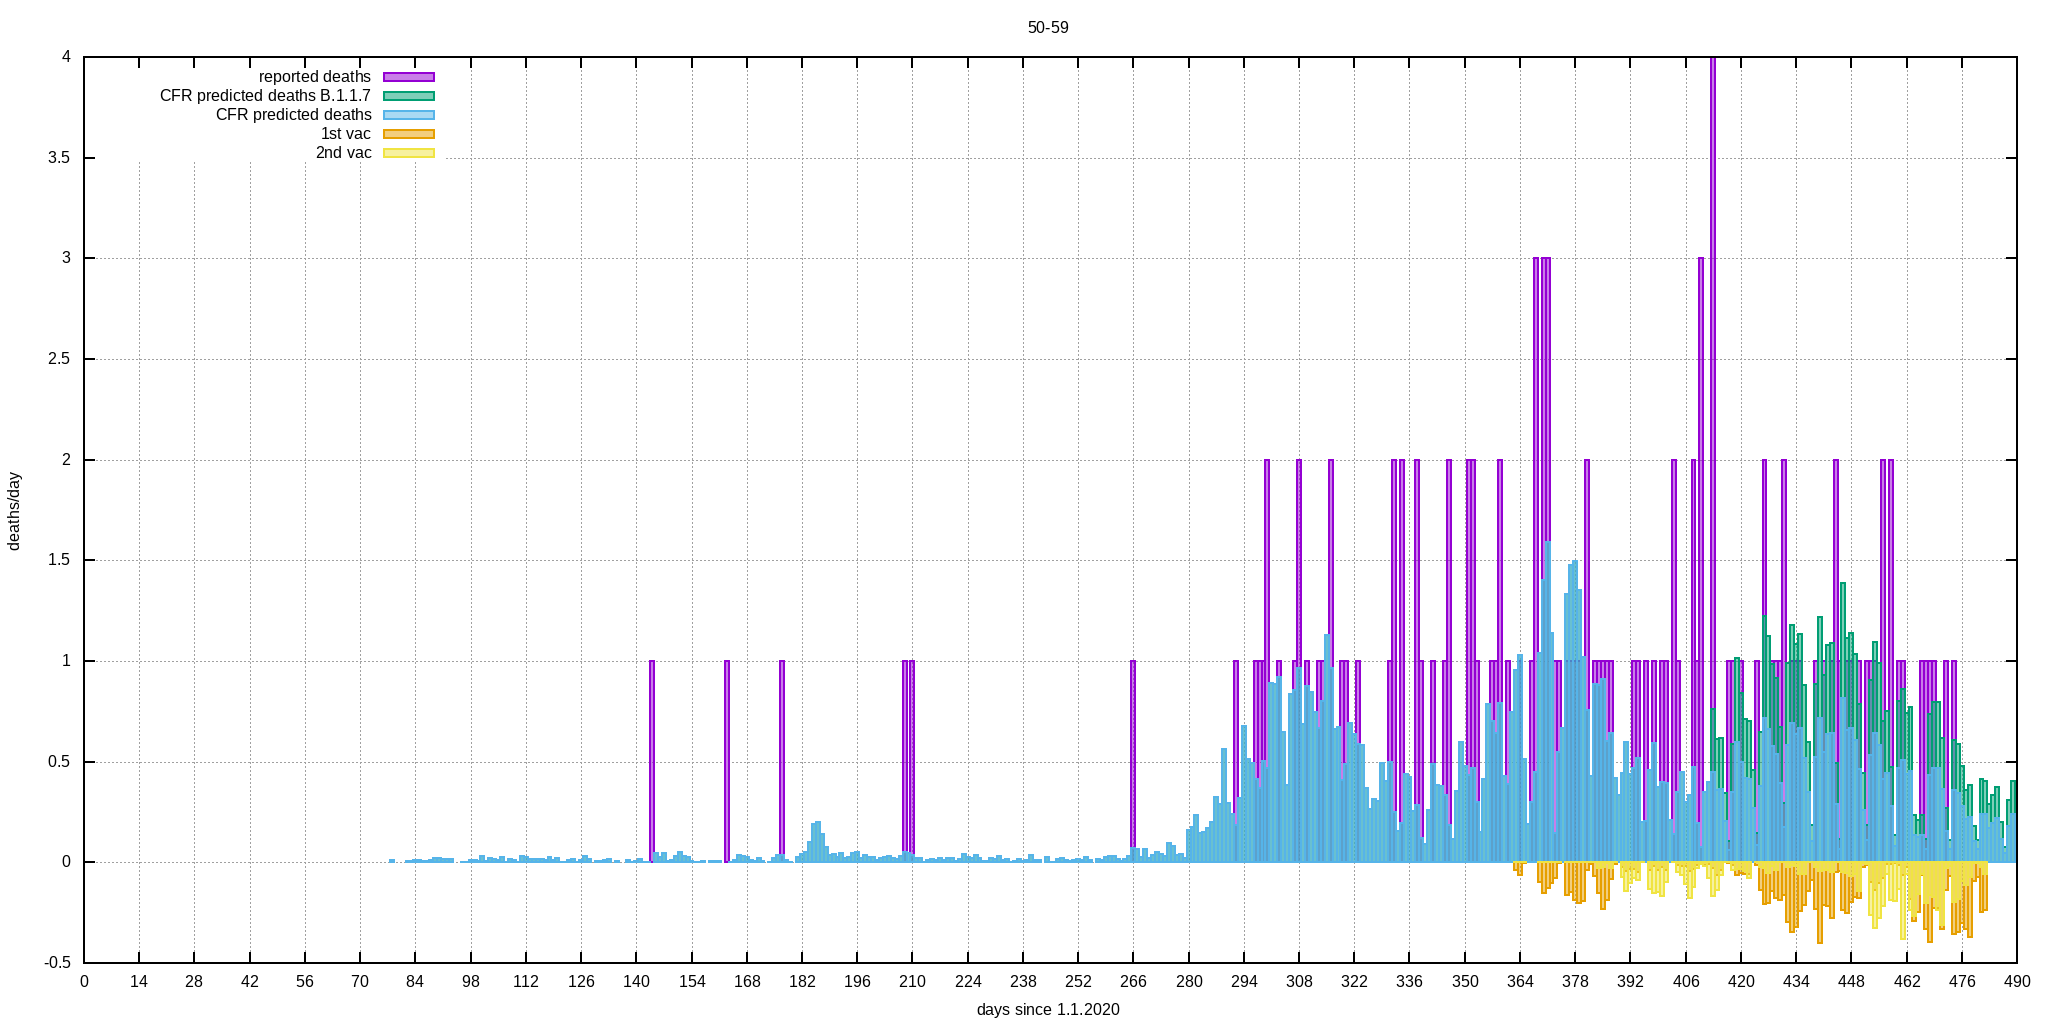 50-59
4
3.5
3
2.5
2
1.5
1
0.5
0
-0.5
deaths/day
reported deaths
CFR predicted deaths B.1.1.7
CFR predicted deaths
1st vac
2nd vac
0 14 28 42 56 70 84 98 112 126 140 154 168 182 196 210 224 238 252 266 280 294 308 322 336 350 364 378 392 406 420 434 448 462 476 490
days since 1.1.2020